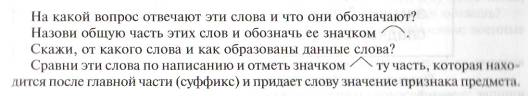 На какой вопрос отвечают эти слова и что они обозначают?
Назови общую часть этих слов и обозначь ее значком ⌒.
Скажи, от какого слова и как образованы данные слова?
Сравни эти слова по написанию и отметь значком ^ ту часть, которая нахо-
дится после главной части (суффикс) и придает слову значение признака предмета.